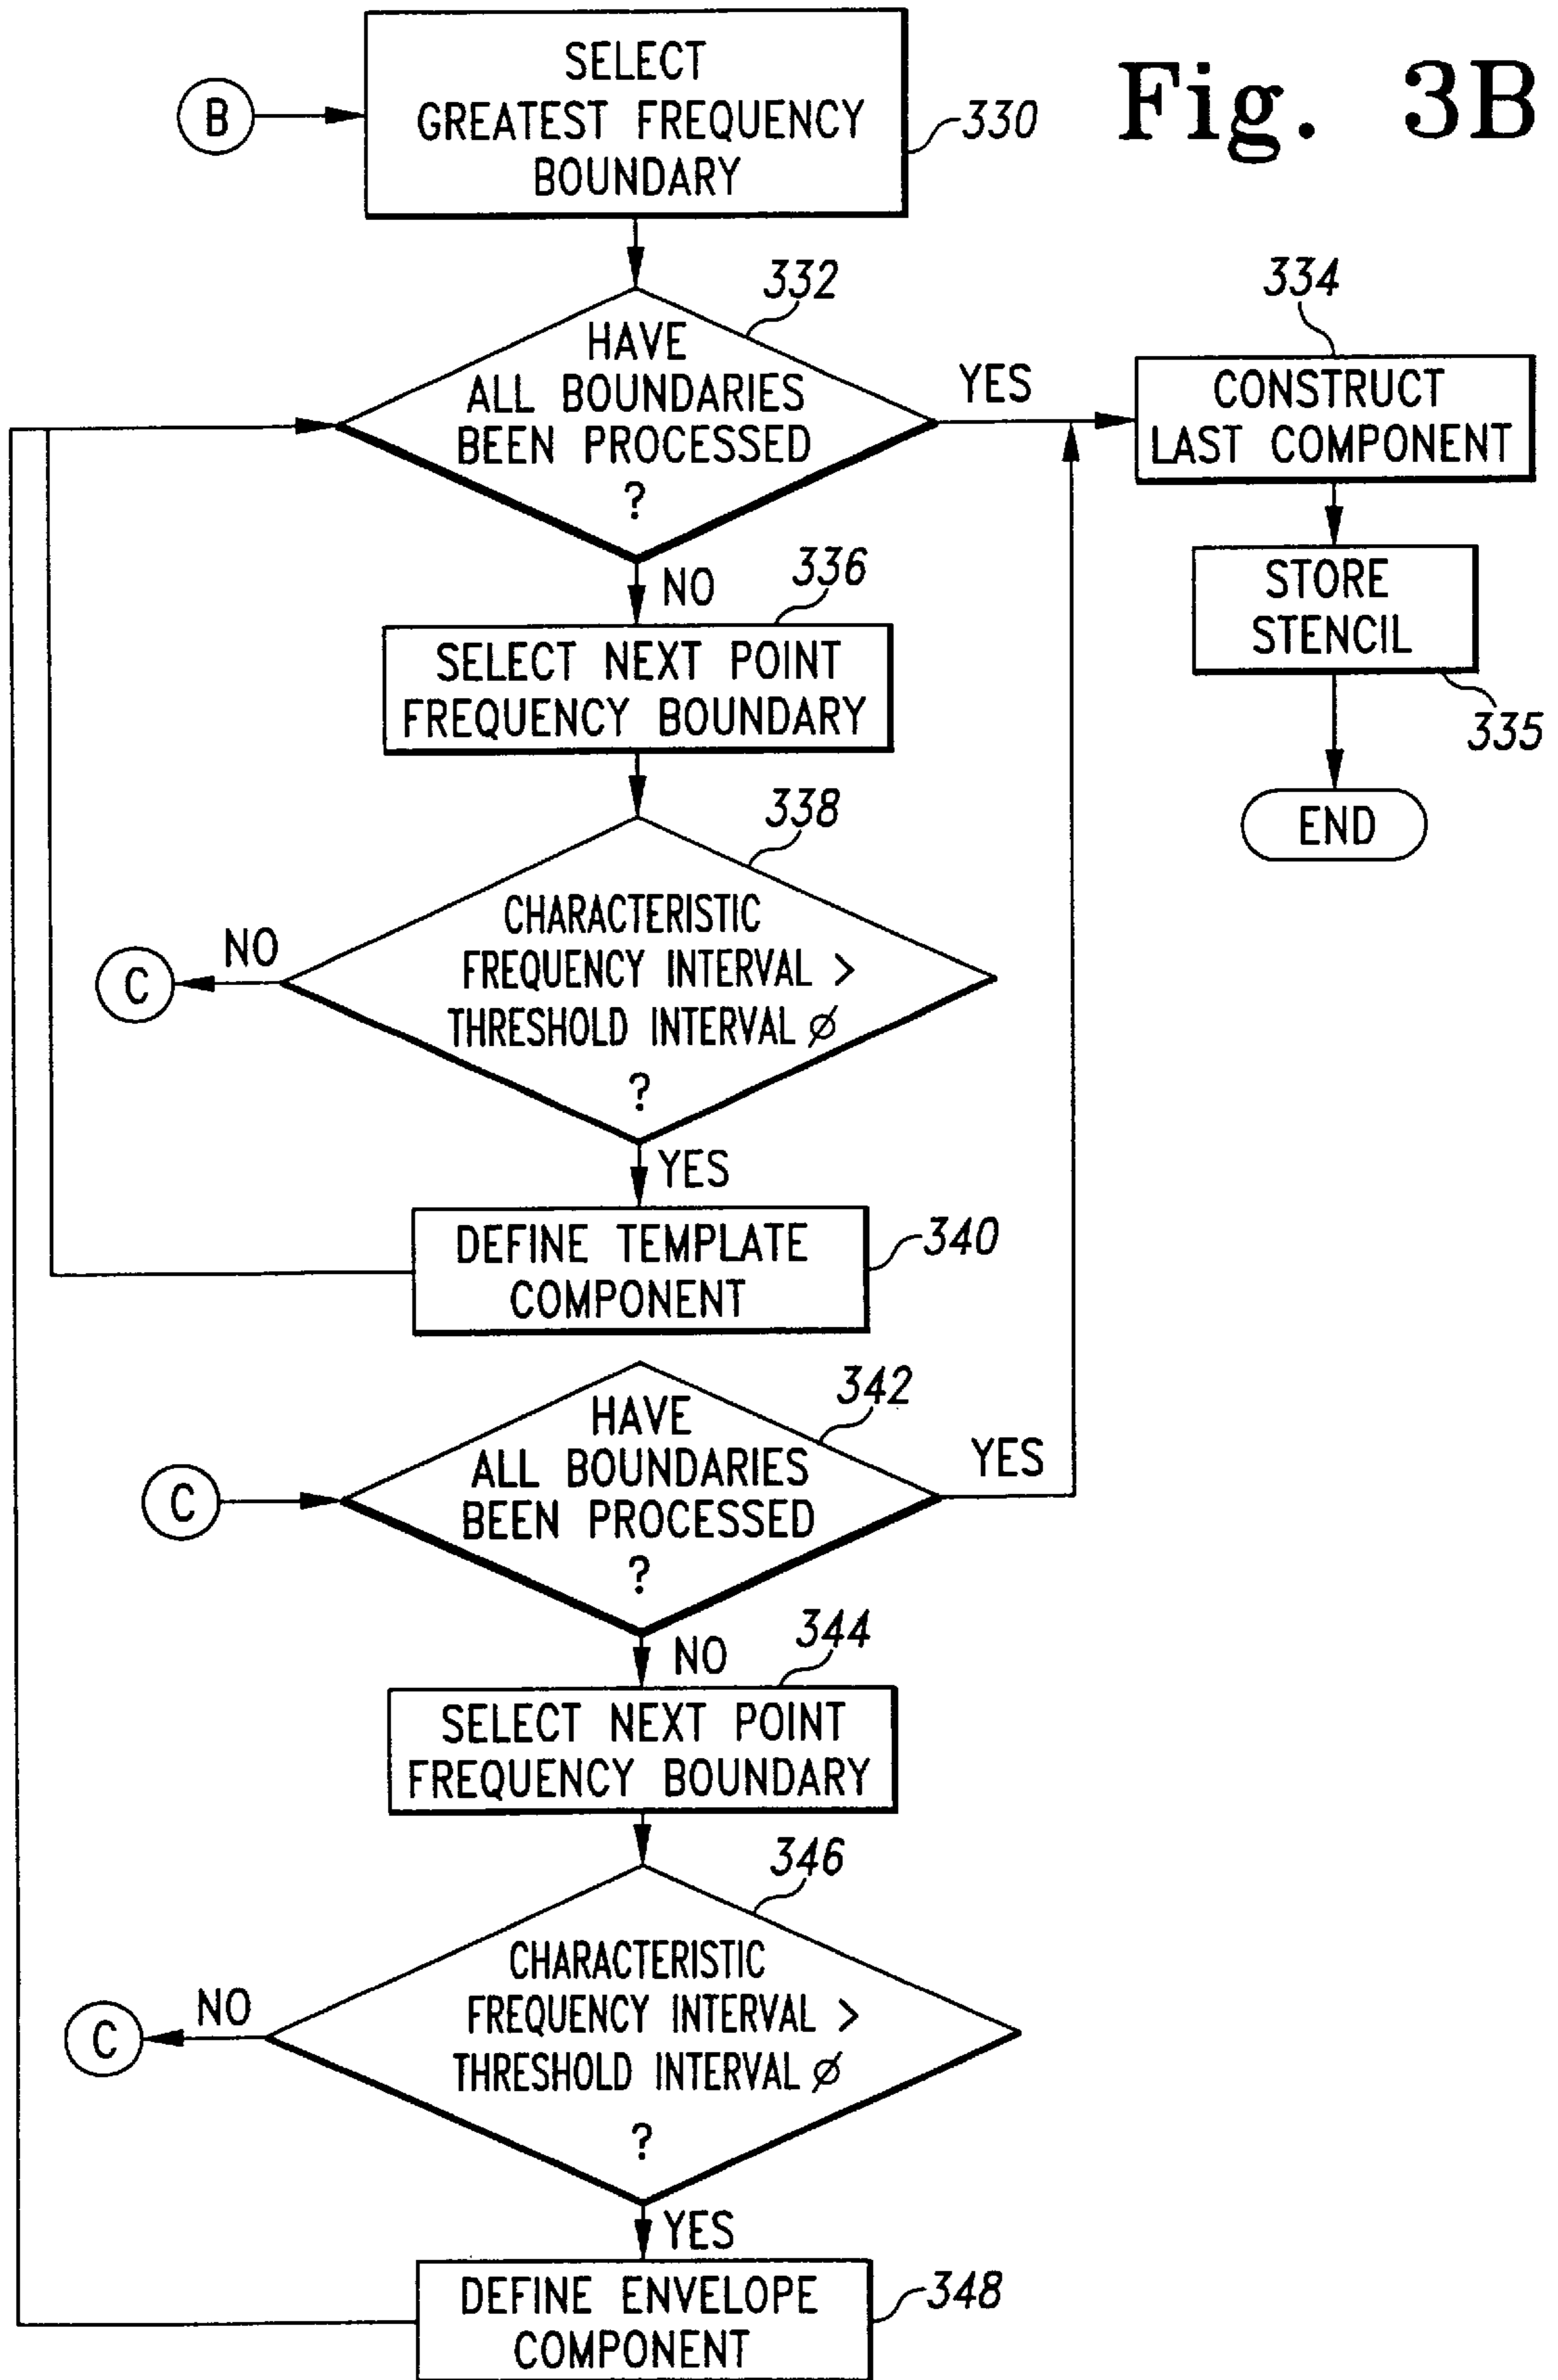 Fig. 3B
B
SELECT
GREATEST FREQUENCY
BOUNDARY
330
332
HAVE
ALL BOUNDARIES
BEEN PROCESSED
?
YES
334
CONSTRUCT
LAST COMPONENT
STORE
STENCIL
335
END
NO
336
SELECT NEXT POINT
FREQUENCY BOUNDARY
338
CHARACTERISTIC
FREQUENCY INTERVAL >
THRESHOLD INTERVAL ∅
?
NO
C
YES
DEFINE TEMPLATE
COMPONENT
340
342
HAVE
ALL BOUNDARIES
BEEN PROCESSED
?
YES
C
NO
344
SELECT NEXT POINT
FREQUENCY BOUNDARY
346
CHARACTERISTIC
FREQUENCY INTERVAL >
THRESHOLD INTERVAL ∅
?
NO
C
YES
DEFINE ENVELOPE
COMPONENT
348